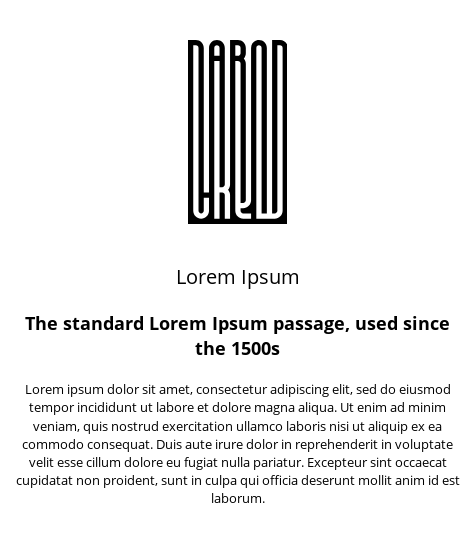 DAROD
CREW
Lorem Ipsum
The standard Lorem Ipsum passage, used since
the 1500s
Lorem ipsum dolor sit amet, consectetur adipiscing elit, sed do eiusmod
tempor incididunt ut labore et dolore magna aliqua. Ut enim ad minim
veniam, quis nostrud exercitation ullamco laboris nisi ut aliquip ex ea
commodo consequat. Duis aute irure dolor in reprehenderit in voluptate
velit esse cillum dolore eu fugiat nulla pariatur. Excepteur sint occaecat
cupidatat non proident, sunt in culpa qui officia deserunt mollit anim id est
laborum.